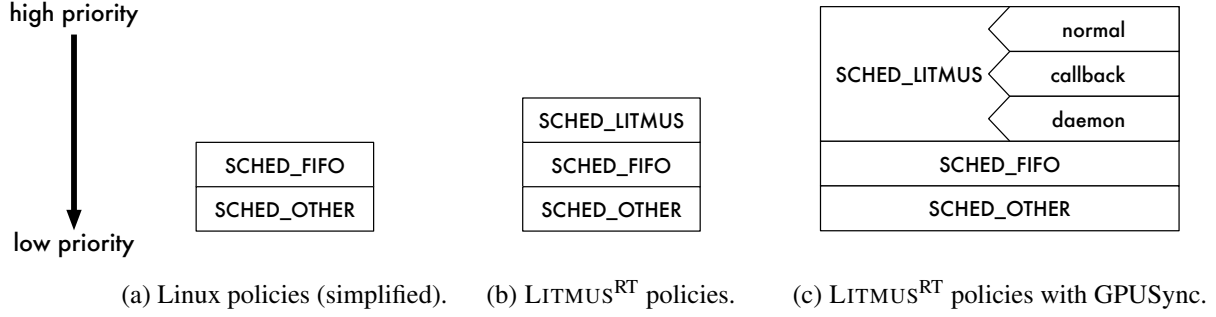 high priority
low priority
SCHED_FIFO
SCHED_OTHER
(a) Linux policies (simplified).
SCHED_LITMUS
SCHED_FIFO
SCHED_OTHER
(b) LITMUSRT policies.
SCHED_LITMUS
normal
callback
daemon
SCHED_FIFO
SCHED_OTHER
(c) LITMUSRT policies with GPUSync.